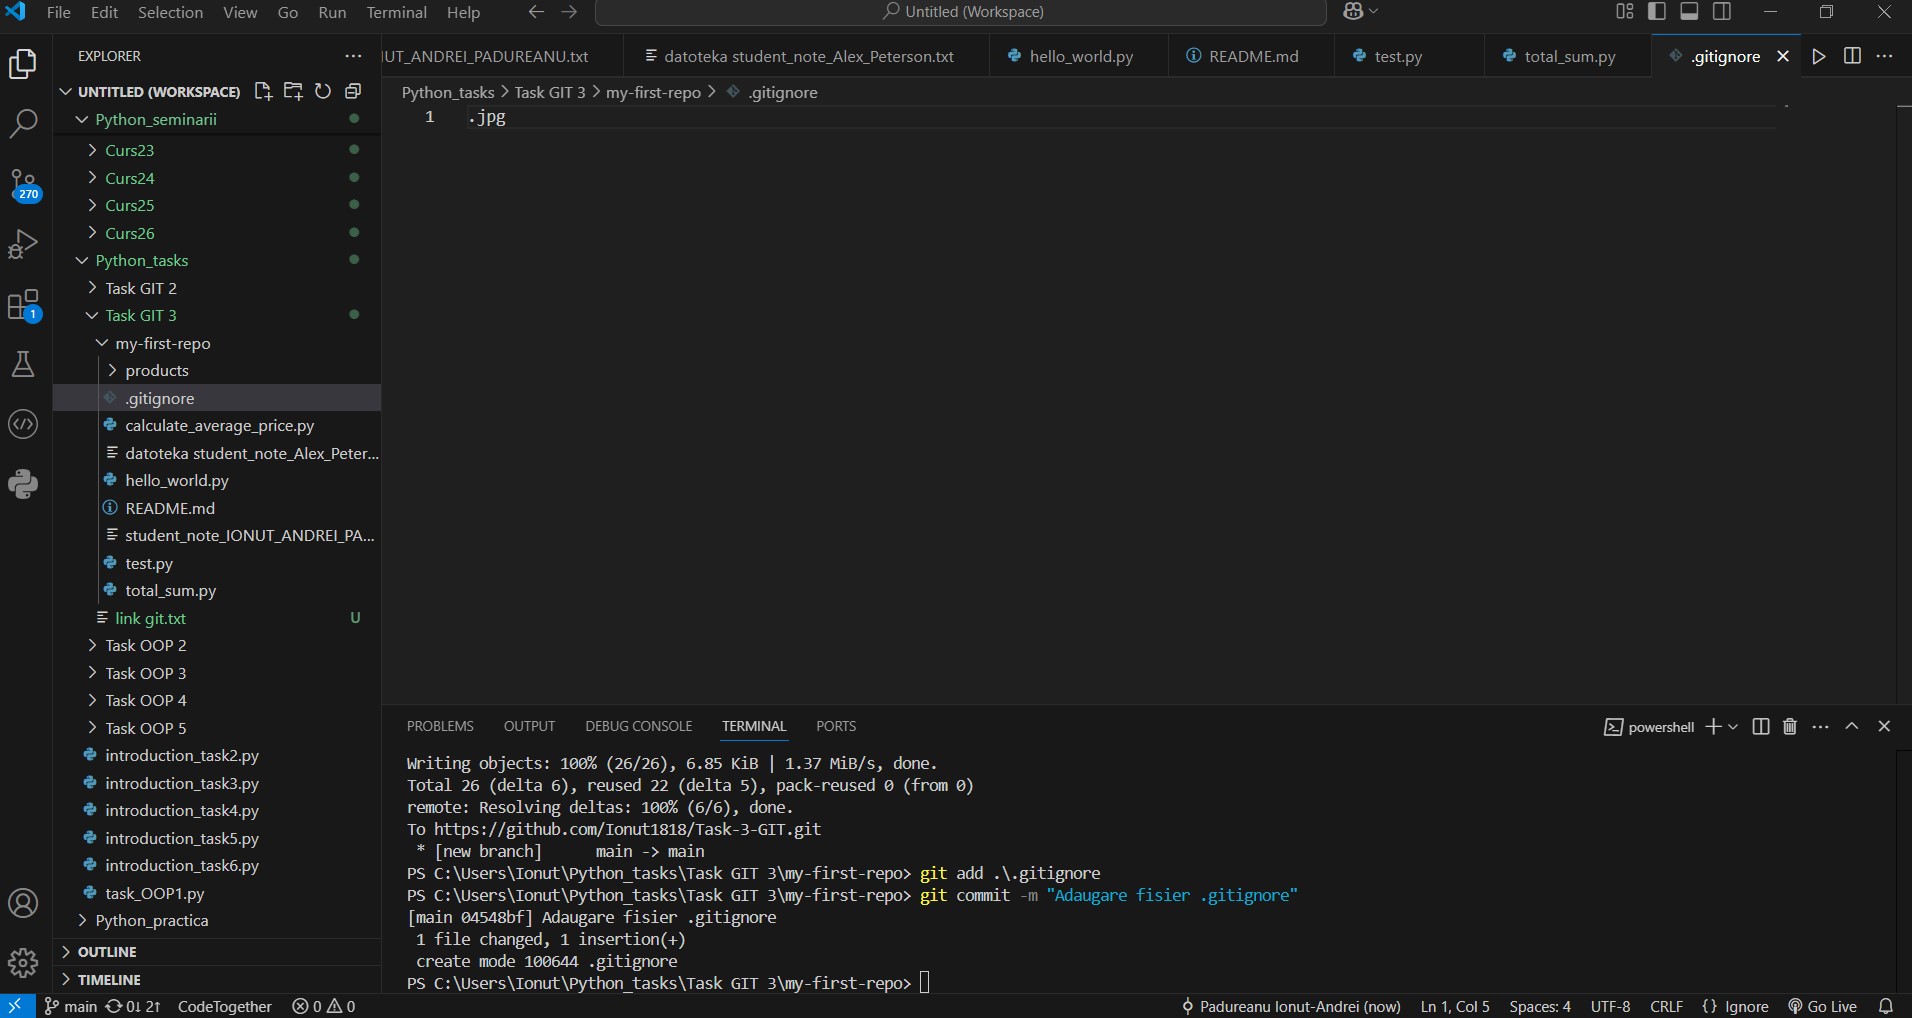 File Edit Selection View Go Run Terminal Help
Untitled (Workspace)
EXPLORER
UNTITLED (WORKSPACE)
Python_seminarii
Curs23
Curs24
Curs25
Curs26
Python_tasks
Task GIT 2
Task GIT 3
my-first-repo
products
.gitignore
calculate_average_price.py
datoteka student_note_Alex_Peter...
hello_world.py
README.md
student_note_IONUT_ANDREI_PA...
test.py
total_sum.py
link git.txt U
Task OOP 2
Task OOP 3
Task OOP 4
Task OOP 5
introduction_task2.py
introduction_task3.py
introduction_task4.py
introduction_task5.py
introduction_task6.py
task_OOP1.py
Python_practica
OUTLINE
TIMELINE
270
1
IUT_ANDREI_PADUREANU.txt datoteka student_note_Alex_Peterson.txt hello_world.py README.md test.py total_sum.py .gitignore
Python_tasks > Task GIT 3 > my-first-repo > .gitignore
1 .jpg
PROBLEMS OUTPUT DEBUG CONSOLE TERMINAL PORTS
powershell
Writing objects: 100% (26/26), 6.85 KiB | 1.37 MiB/s, done.
Total 26 (delta 6), reused 22 (delta 5), pack-reused 0 (from 0)
remote: Resolving deltas: 100% (6/6), done.
To https://github.com/Ionut1818/Task-3-GIT.git
* [new branch] main -> main
PS C:\Users\Ionut\Python_tasks\Task GIT 3\my-first-repo> git add .\.gitignore
PS C:\Users\Ionut\Python_tasks\Task GIT 3\my-first-repo> git commit -m "Adaugare fisier .gitignore"
[main 04548bf] Adaugare fisier .gitignore
1 file changed, 1 insertion(+)
create mode 100644 .gitignore
PS C:\Users\Ionut\Python_tasks\Task GIT 3\my-first-repo>
main 0↓ 2↑ CodeTogether 0 0 Padureanu Ionut-Andrei (now) Ln 1, Col 5 Spaces: 4 UTF-8 CRLF {} Ignore Go Live